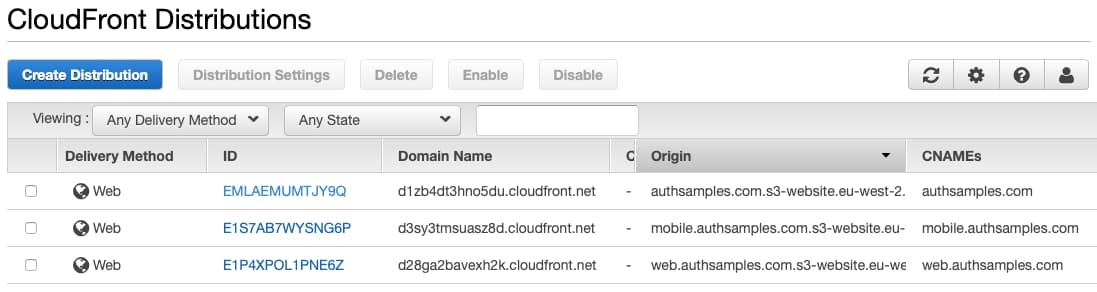 CloudFront Distributions
Create Distribution Distribution Settings Delete Enable Disable
Viewing : Any Delivery Method Any State
Delivery Method ID Domain Name C Origin CNAMEs
Web EMLAEMUMTJY9Q d1zb4dt3hno5du.cloudfront.net - authsamples.com.s3-website.eu-west-2. authsamples.com
Web E1S7AB7WYSNG6P d3sy3tmsuasz8d.cloudfront.net - mobile.authsamples.com.s3-website.eu- mobile.authsamples.com
Web E1P4XPOL1PNE6Z d28ga2bavexh2k.cloudfront.net - web.authsamples.com.s3-website.eu-we web.authsamples.com